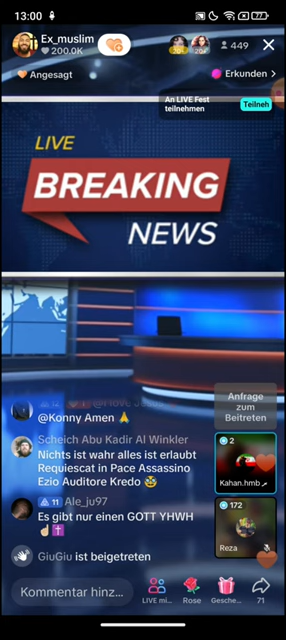 13:00
77
Ex_muslim
200.0K
449
Angesagt
Erkunden >
An LIVE Fest
teilnehmen
Teilneh
LIVE
BREAKING
NEWS
@Konny Amen 🙏
Scheich Abu Kadir Al Winkler
Nichts ist wahr alles ist erlaubt
Requiescat in Pace Assassino
Ezio Auditore Kredo 🥸
11 Ale_ju97
Es gibt nur einen GOTT YHWH
☝🏻✝️
👋 GiuGiu ist beigetreten
Anfrage
zum
Beitreten
2
Kahan.hmb
172
Reza
Kommentar hinz...
LIVE mi...
Rose
Gesche...
71